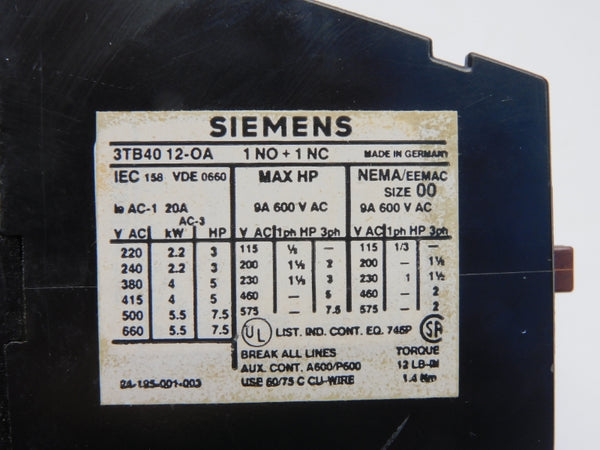 SIEMENS
3TB40 12-0A 1 NO + 1 NC MADE IN GERMANY
IEC 158 VDE 0660 MAX HP NEMA/EEMAC
SIZE 00
Ie AC-1 20A 9A 600 V AC 9A 600 V AC
AC-3
V AC kW HP V AC 1ph HP 3ph V AC 1ph HP 3ph
220 2.2 3 115 ½ — 115 1/3 —
240 2.2 3 200 1½ 2 200 — 1½
380 4 5 230 1½ 3 230 1 1½
415 4 5 460 — 5 460 — 2
500 5.5 7.5 575 — 7.5 575 — 2
660 5.5 7.5
UL LIST. IND. CONT. EQ. 746P SA
BREAK ALL LINES TORQUE
AUX. CONT. A600/P600 12 LB-IN
24-195-001-003 USE 60/75 C CU-WIRE 1.4 Nm